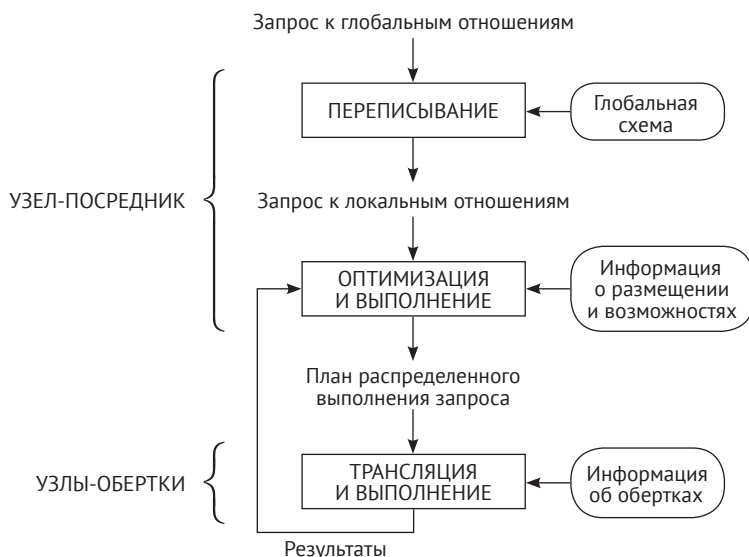 Запрос к глобальным отношениям
ПЕРЕПИСЫВАНИЕ
Глобальная
схема
УЗЕЛ-ПОСРЕДНИК
Запрос к локальным отношениям
ОПТИМИЗАЦИЯ
И ВЫПОЛНЕНИЕ
Информация
о размещении
и возможностях
План распределенного
выполнения запроса
УЗЛЫ-ОБЕРТКИ
ТРАНСЛЯЦИЯ
И ВЫПОЛНЕНИЕ
Информация
об обертках
Результаты